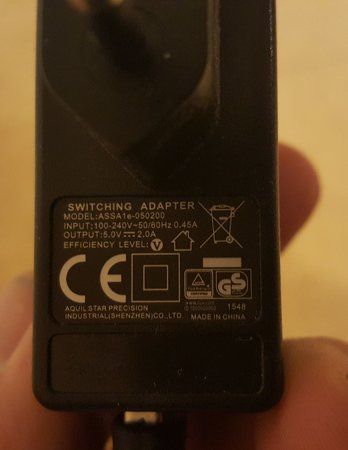 SWITCHING ADAPTER
MODEL:ASSA1e-050200
INPUT:100-240V~50/60Hz 0.45A
OUTPUT:5.0V⎓2.0A
EFFICIENCY LEVEL:V
CE
GS
AQUIL STAR PRECISION
INDUSTRIAL(SHENZHEN)CO.,LTD.
1548
MADE IN CHINA